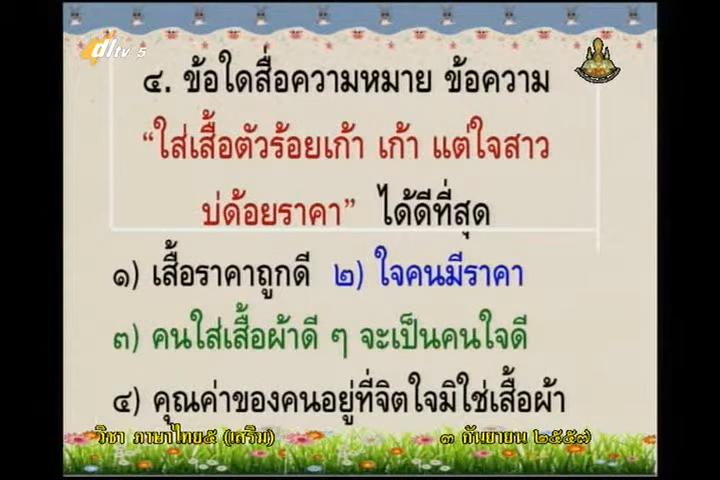 dltv 5
๔. ข้อใดสื่อความหมาย ข้อความ
“ใส่เสื้อตัวร้อยเก้า เก้า แต่ใจสาว
บ่ด้อยราคา” ได้ดีที่สุด
๑) เสื้อราคาถูกดี ๒) ใจคนมีราคา
๓) คนใส่เสื้อผ้าดี ๆ จะเป็นคนใจดี
๔) คุณค่าของคนอยู่ที่จิตใจมิใช่เสื้อผ้า
วิชา ภาษาไทย๕ (เสริม) ๓ กันยายน ๒๕๕๗